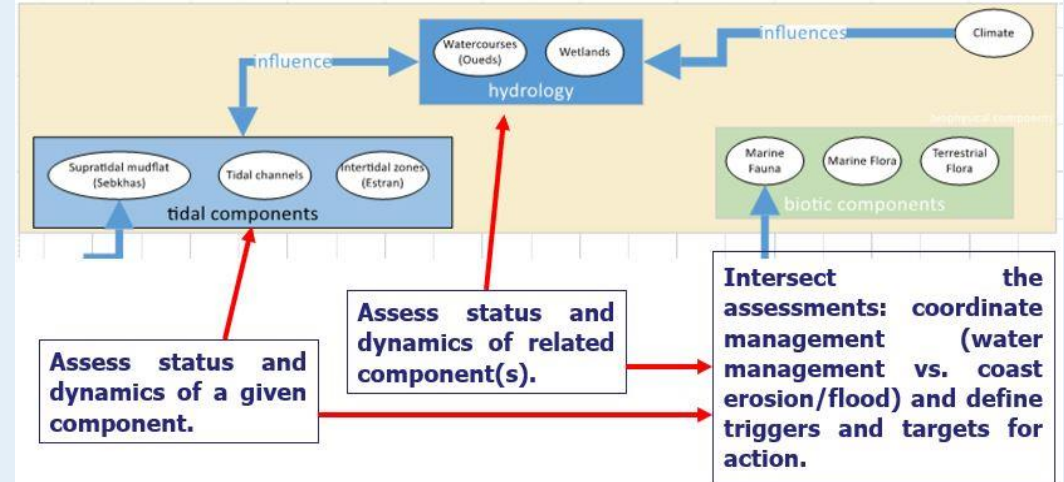 Watercourses
(Oueds)
Wetlands
hydrology
influence
influences
Climate
biophysical components
Supratidal mudflat
(Sebkhas)
Tidal channels
Intertidal zones
(Estran)
tidal components
Marine
Fauna
Marine Flora
Terrestrial
Flora
biotic components
Assess status and
dynamics of a given
component.
Assess status and
dynamics of related
component(s).
Intersect the
assessments: coordinate
management (water
management vs. coast
erosion/flood) and define
triggers and targets for
action.